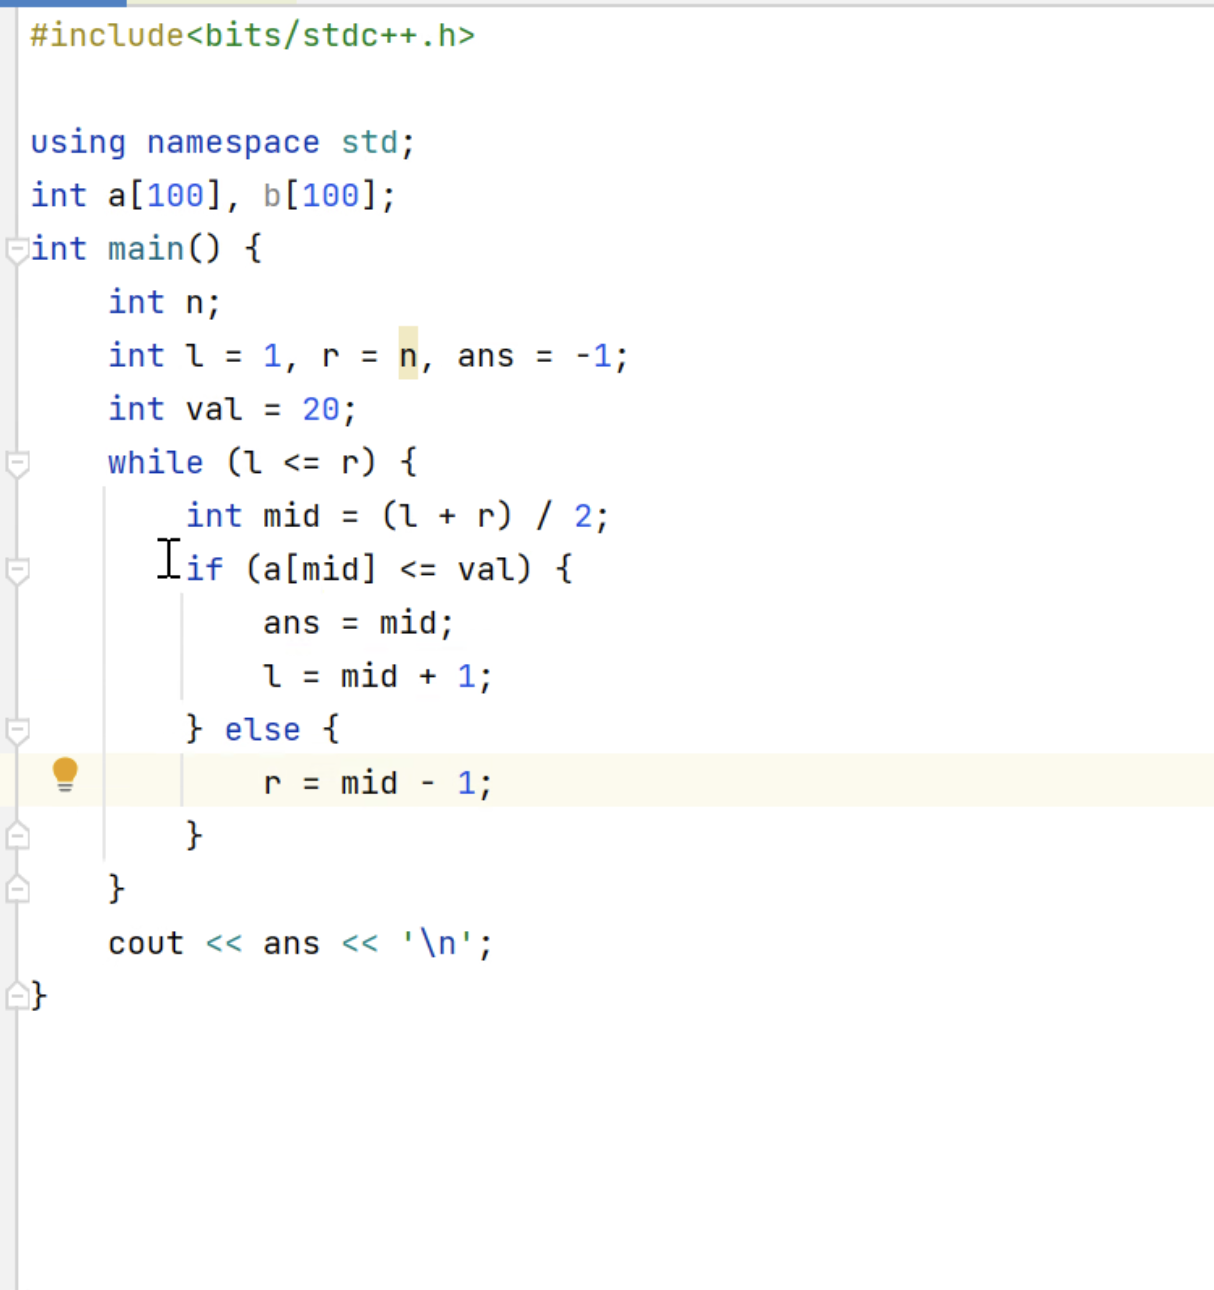 #include<bits/stdc++.h>
using namespace std;
int a[100], b[100];
int main() {
    int n;
    int l = 1, r = n, ans = -1;
    int val = 20;
    while (l <= r) {
        int mid = (l + r) / 2;
        if (a[mid] <= val) {
            ans = mid;
            l = mid + 1;
        } else {
            r = mid - 1;
        }
    }
    cout << ans << '\n';
}